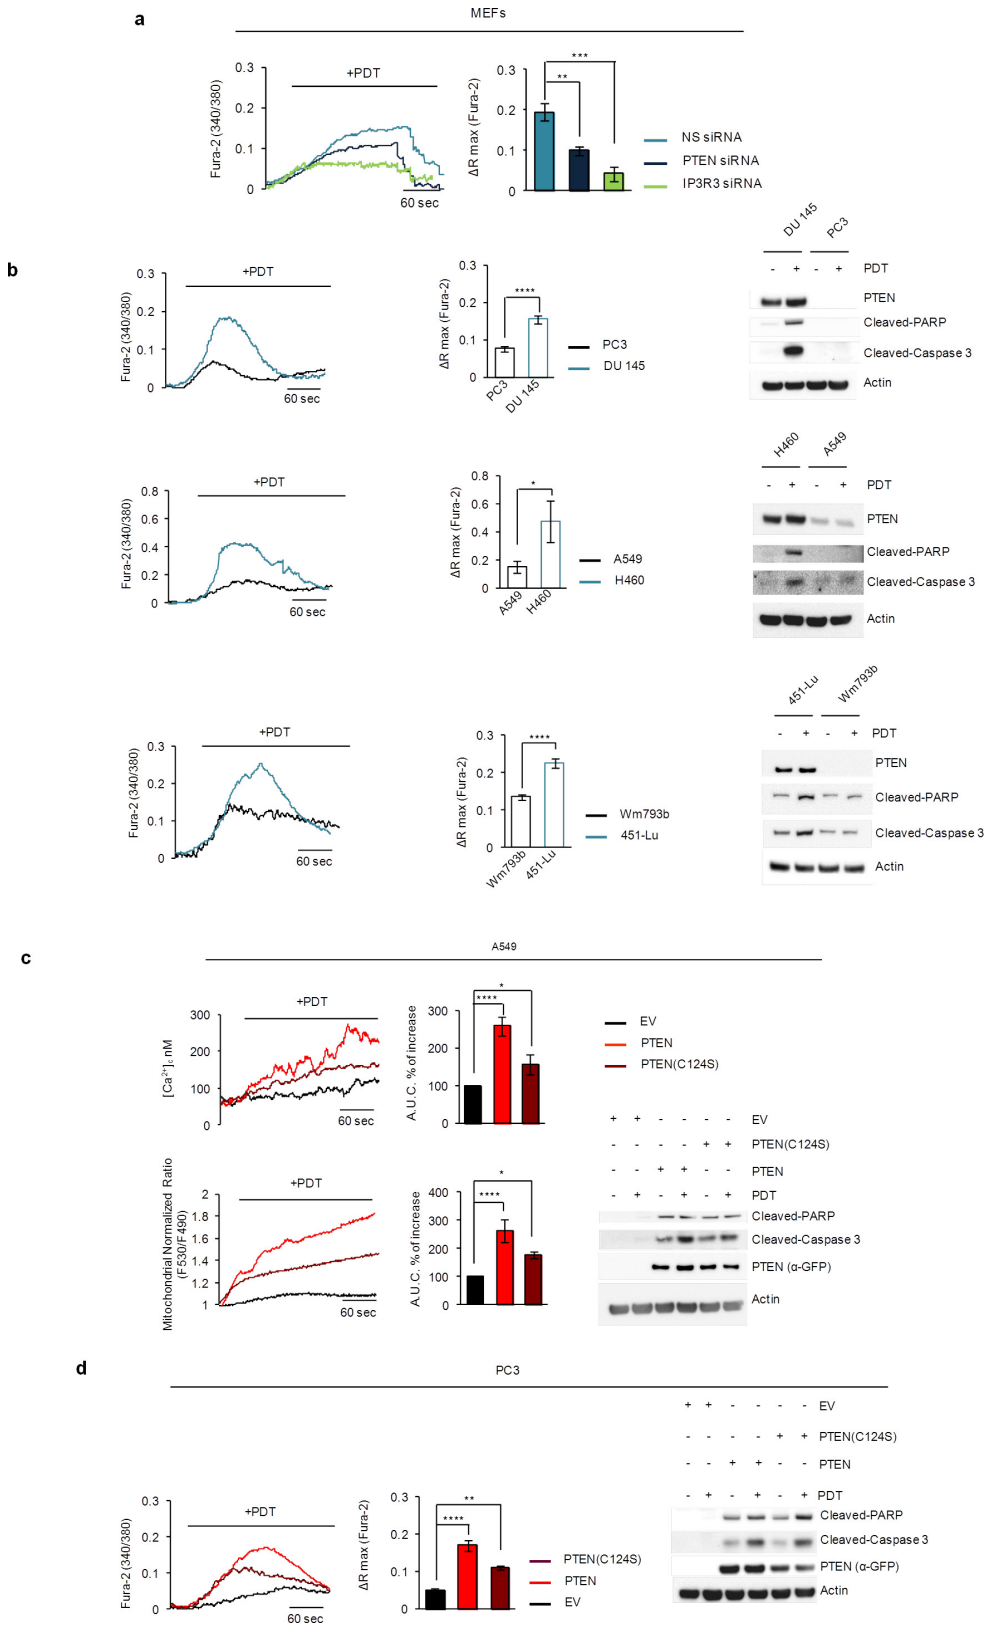 a
MEFs
+PDT
Fura-2 (340/380)
0.3
0.2
0.1
0
60 sec
ΔR max (Fura-2)
0.3
0.2
0.1
0
***
**
NS siRNA
PTEN siRNA
IP3R3 siRNA
b
+PDT
Fura-2 (340/380)
0.3
0.2
0.1
0
60 sec
ΔR max (Fura-2)
0.3
0.2
0.1
0
****
PC3
DU 145
PC3
DU 145
DU 145
PC3
- + - + PDT
PTEN
Cleaved-PARP
Cleaved-Caspase 3
Actin
+PDT
Fura-2 (340/380)
0.8
0.6
0.4
0.2
0
60 sec
ΔR max (Fura-2)
0.8
0.6
0.4
0.2
0
*
A549
H460
A549
H460
H460
A549
- + - + PDT
PTEN
Cleaved-PARP
Cleaved-Caspase 3
Actin
+PDT
Fura-2 (340/380)
0.3
0.2
0.1
0
60 sec
ΔR max (Fura-2)
0.3
0.2
0.1
0
****
Wm793b
451-Lu
Wm793b
451-Lu
451-Lu
Wm793b
- + - + PDT
PTEN
Cleaved-PARP
Cleaved-Caspase 3
Actin
c
A549
+PDT
[Ca²⁺]c nM
300
200
100
0
60 sec
A.U.C. % of increase
300
200
100
0
*
****
EV
PTEN
PTEN(C124S)
+PDT
Mitochondrial Normalized Ratio
(F530/F490)
2
1.8
1.6
1.4
1.2
1
60 sec
A.U.C. % of increase
400
300
200
100
0
*
****
+ + - - - - EV
- - - - + + PTEN(C124S)
- - + + - - PTEN
- + - + - + PDT
Cleaved-PARP
Cleaved-Caspase 3
PTEN (α-GFP)
Actin
d
PC3
+PDT
Fura-2 (340/380)
0.3
0.2
0.1
0
60 sec
ΔR max (Fura-2)
0.3
0.2
0.1
0
**
****
PTEN(C124S)
PTEN
EV
+ + - - - - EV
- - - - + + PTEN(C124S)
- - + + - - PTEN
- + - + - + PDT
Cleaved-PARP
Cleaved-Caspase 3
PTEN (α-GFP)
Actin